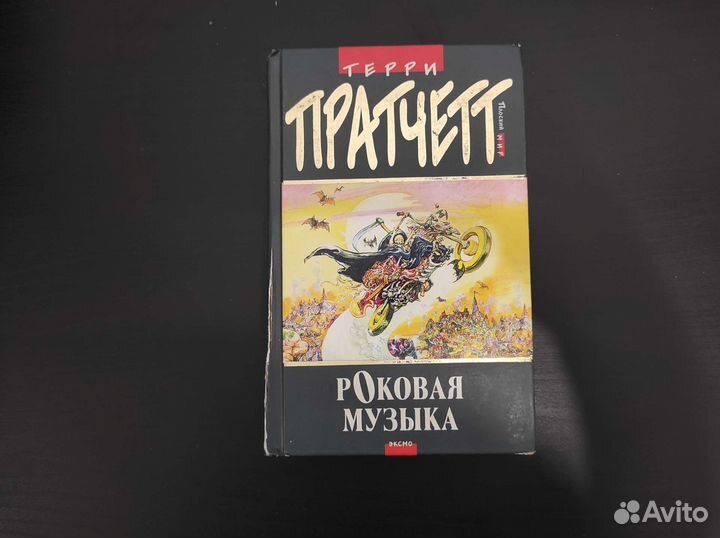 ТЕРРИ
ПРАТЧЕТТ
Плоский МИР
РОКОВАЯ
МУЗЫКА
ЭКСМО
Avito